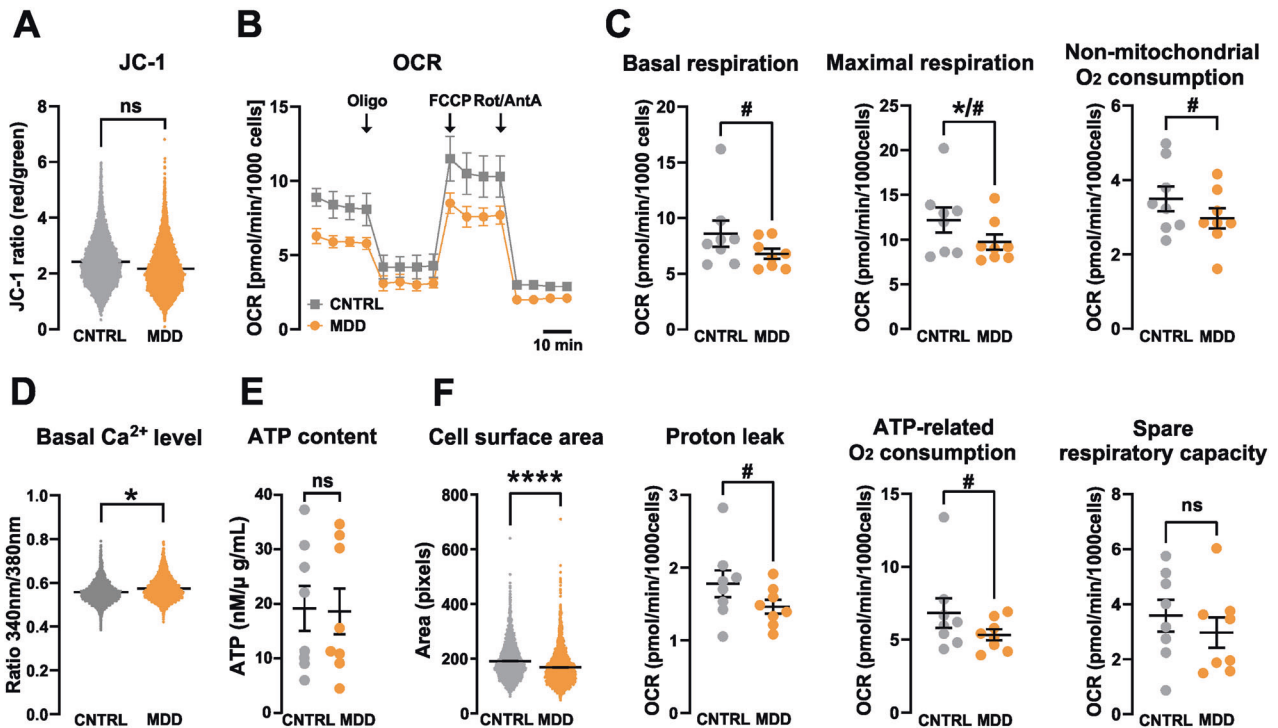 A
JC-1
ns
JC-1 ratio (red/green)
8
6
4
2
0
CNTRL MDD
B
OCR
Oligo
FCCP Rot/AntA
OCR [pmol/min/1000 cells)
15
10
5
0
CNTRL
MDD
10 min
C
Basal respiration
#
OCR (pmol/min/1000cells)
20
15
10
5
0
CNTRL MDD
Maximal respiration
*/#
OCR (pmol/min/1000cells)
25
20
15
10
5
0
CNTRL MDD
Non-mitochondrial
O2 consumption
#
OCR (pmol/min/1000cells)
6
4
2
0
CNTRL MDD
D
Basal Ca2+ level
*
Ratio 340nm/380nm
1.0
0.8
0.6
0.4
0.2
0.0
CNTRL MDD
E
ATP content
ns
ATP (nM/µ g/mL)
40
30
20
10
0
CNTRL MDD
F
Cell surface area
****
Area (pixels)
800
600
400
200
0
CNTRL MDD
Proton leak
#
OCR (pmol/min/1000cells)
3
2
1
0
CNTRL MDD
ATP-related
O2 consumption
#
OCR (pmol/min/1000cells)
15
10
5
0
CNTRL MDD
Spare
respiratory capacity
ns
OCR (pmol/min/1000cells)
8
6
4
2
0
CNTRL MDD